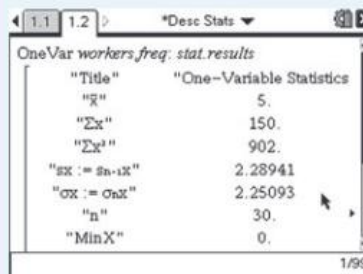 1.1 1.2 *Desc Stats
OneVar workers,freq: stat.results
"Title" "One–Variable Statistics
"x̄" 5.
"Σx" 150.
"Σx²" 902.
"sx := sn-1x" 2.28941
"σx := σnx" 2.25093
"n" 30.
"MinX" 0.
1/99